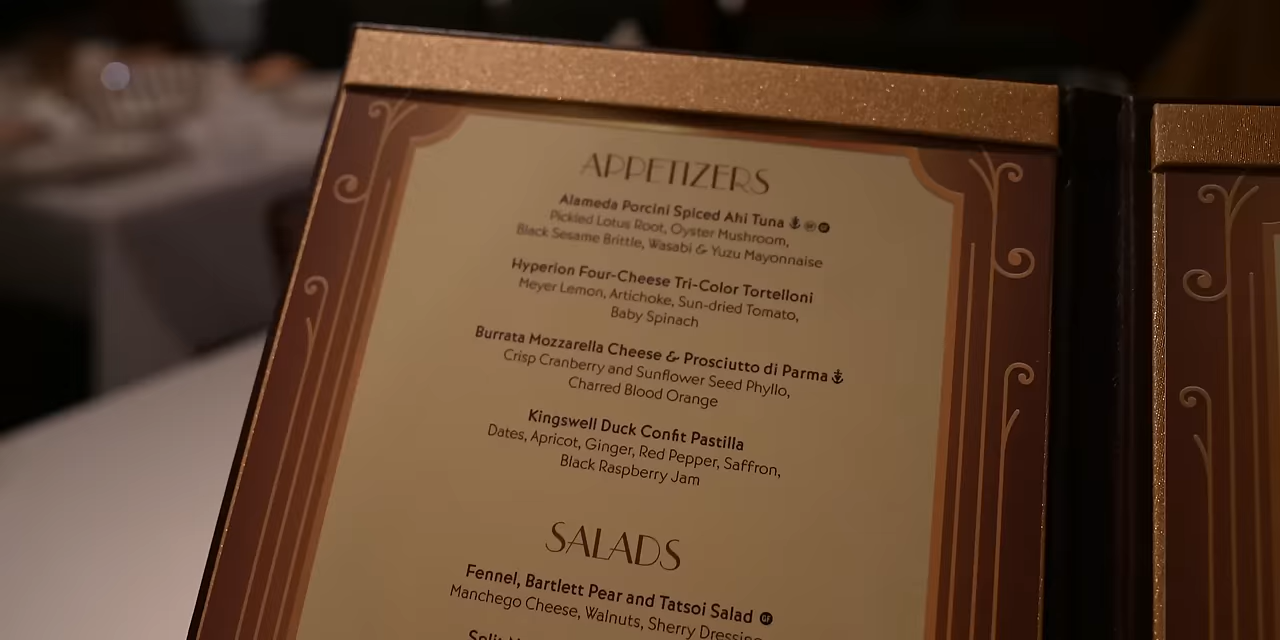 APPETIZERS
Alameda Porcini Spiced Ahi Tuna
Pickled Lotus Root, Oyster Mushroom,
Black Sesame Brittle, Wasabi & Yuzu Mayonnaise
Hyperion Four-Cheese Tri-Color Tortelloni
Meyer Lemon, Artichoke, Sun-dried Tomato,
Baby Spinach
Burrata Mozzarella Cheese & Prosciutto di Parma
Crisp Cranberry and Sunflower Seed Phyllo,
Charred Blood Orange
Kingswell Duck Confit Pastilla
Dates, Apricot, Ginger, Red Pepper, Saffron,
Black Raspberry Jam
SALADS
Fennel, Bartlett Pear and Tatsoi Salad GF
Manchego Cheese, Walnuts, Sherry Dressing